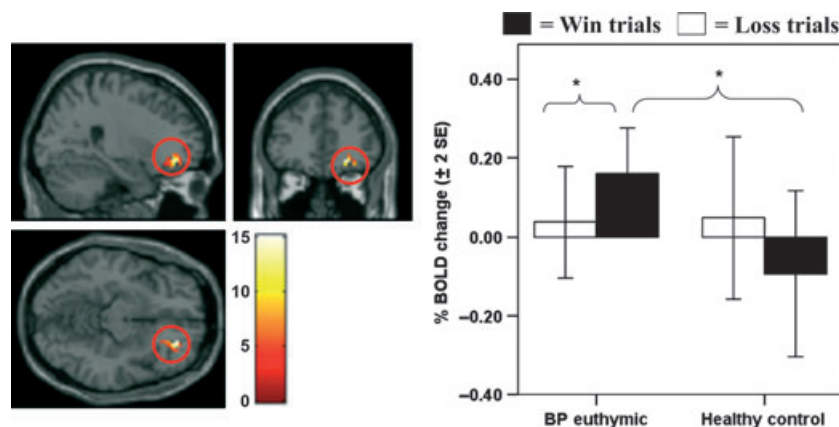 = Win trials = Loss trials
15
10
5
0
% BOLD change (± 2 SE)
0.40
0.20
0.00
–0.20
–0.40
*
*
BP euthymic
Healthy control